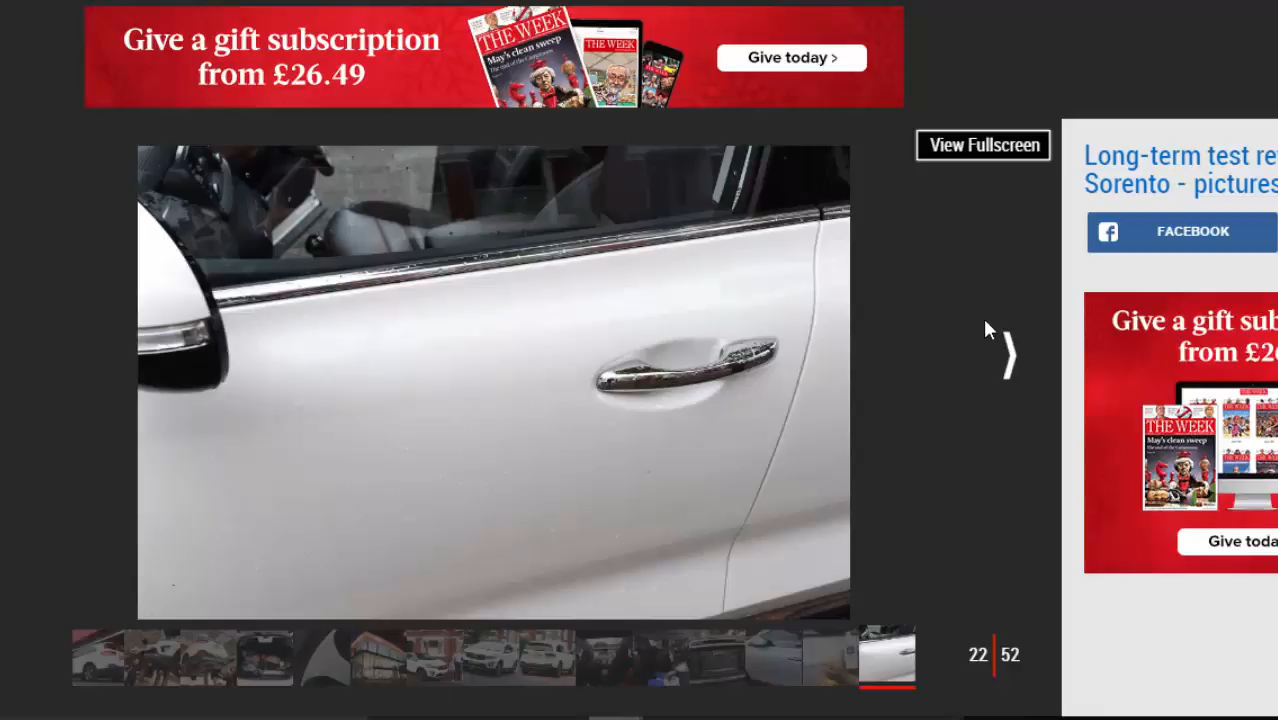 Give a gift subscription
from £26.49
THE WEEK
May's clean sweep
THE WEEK
Give today >
View Fullscreen
Long-term test re
Sorento - pictures
FACEBOOK
Give a gift sub
from £2
THE WEEK
May's clean sweep
Give toda
22 52